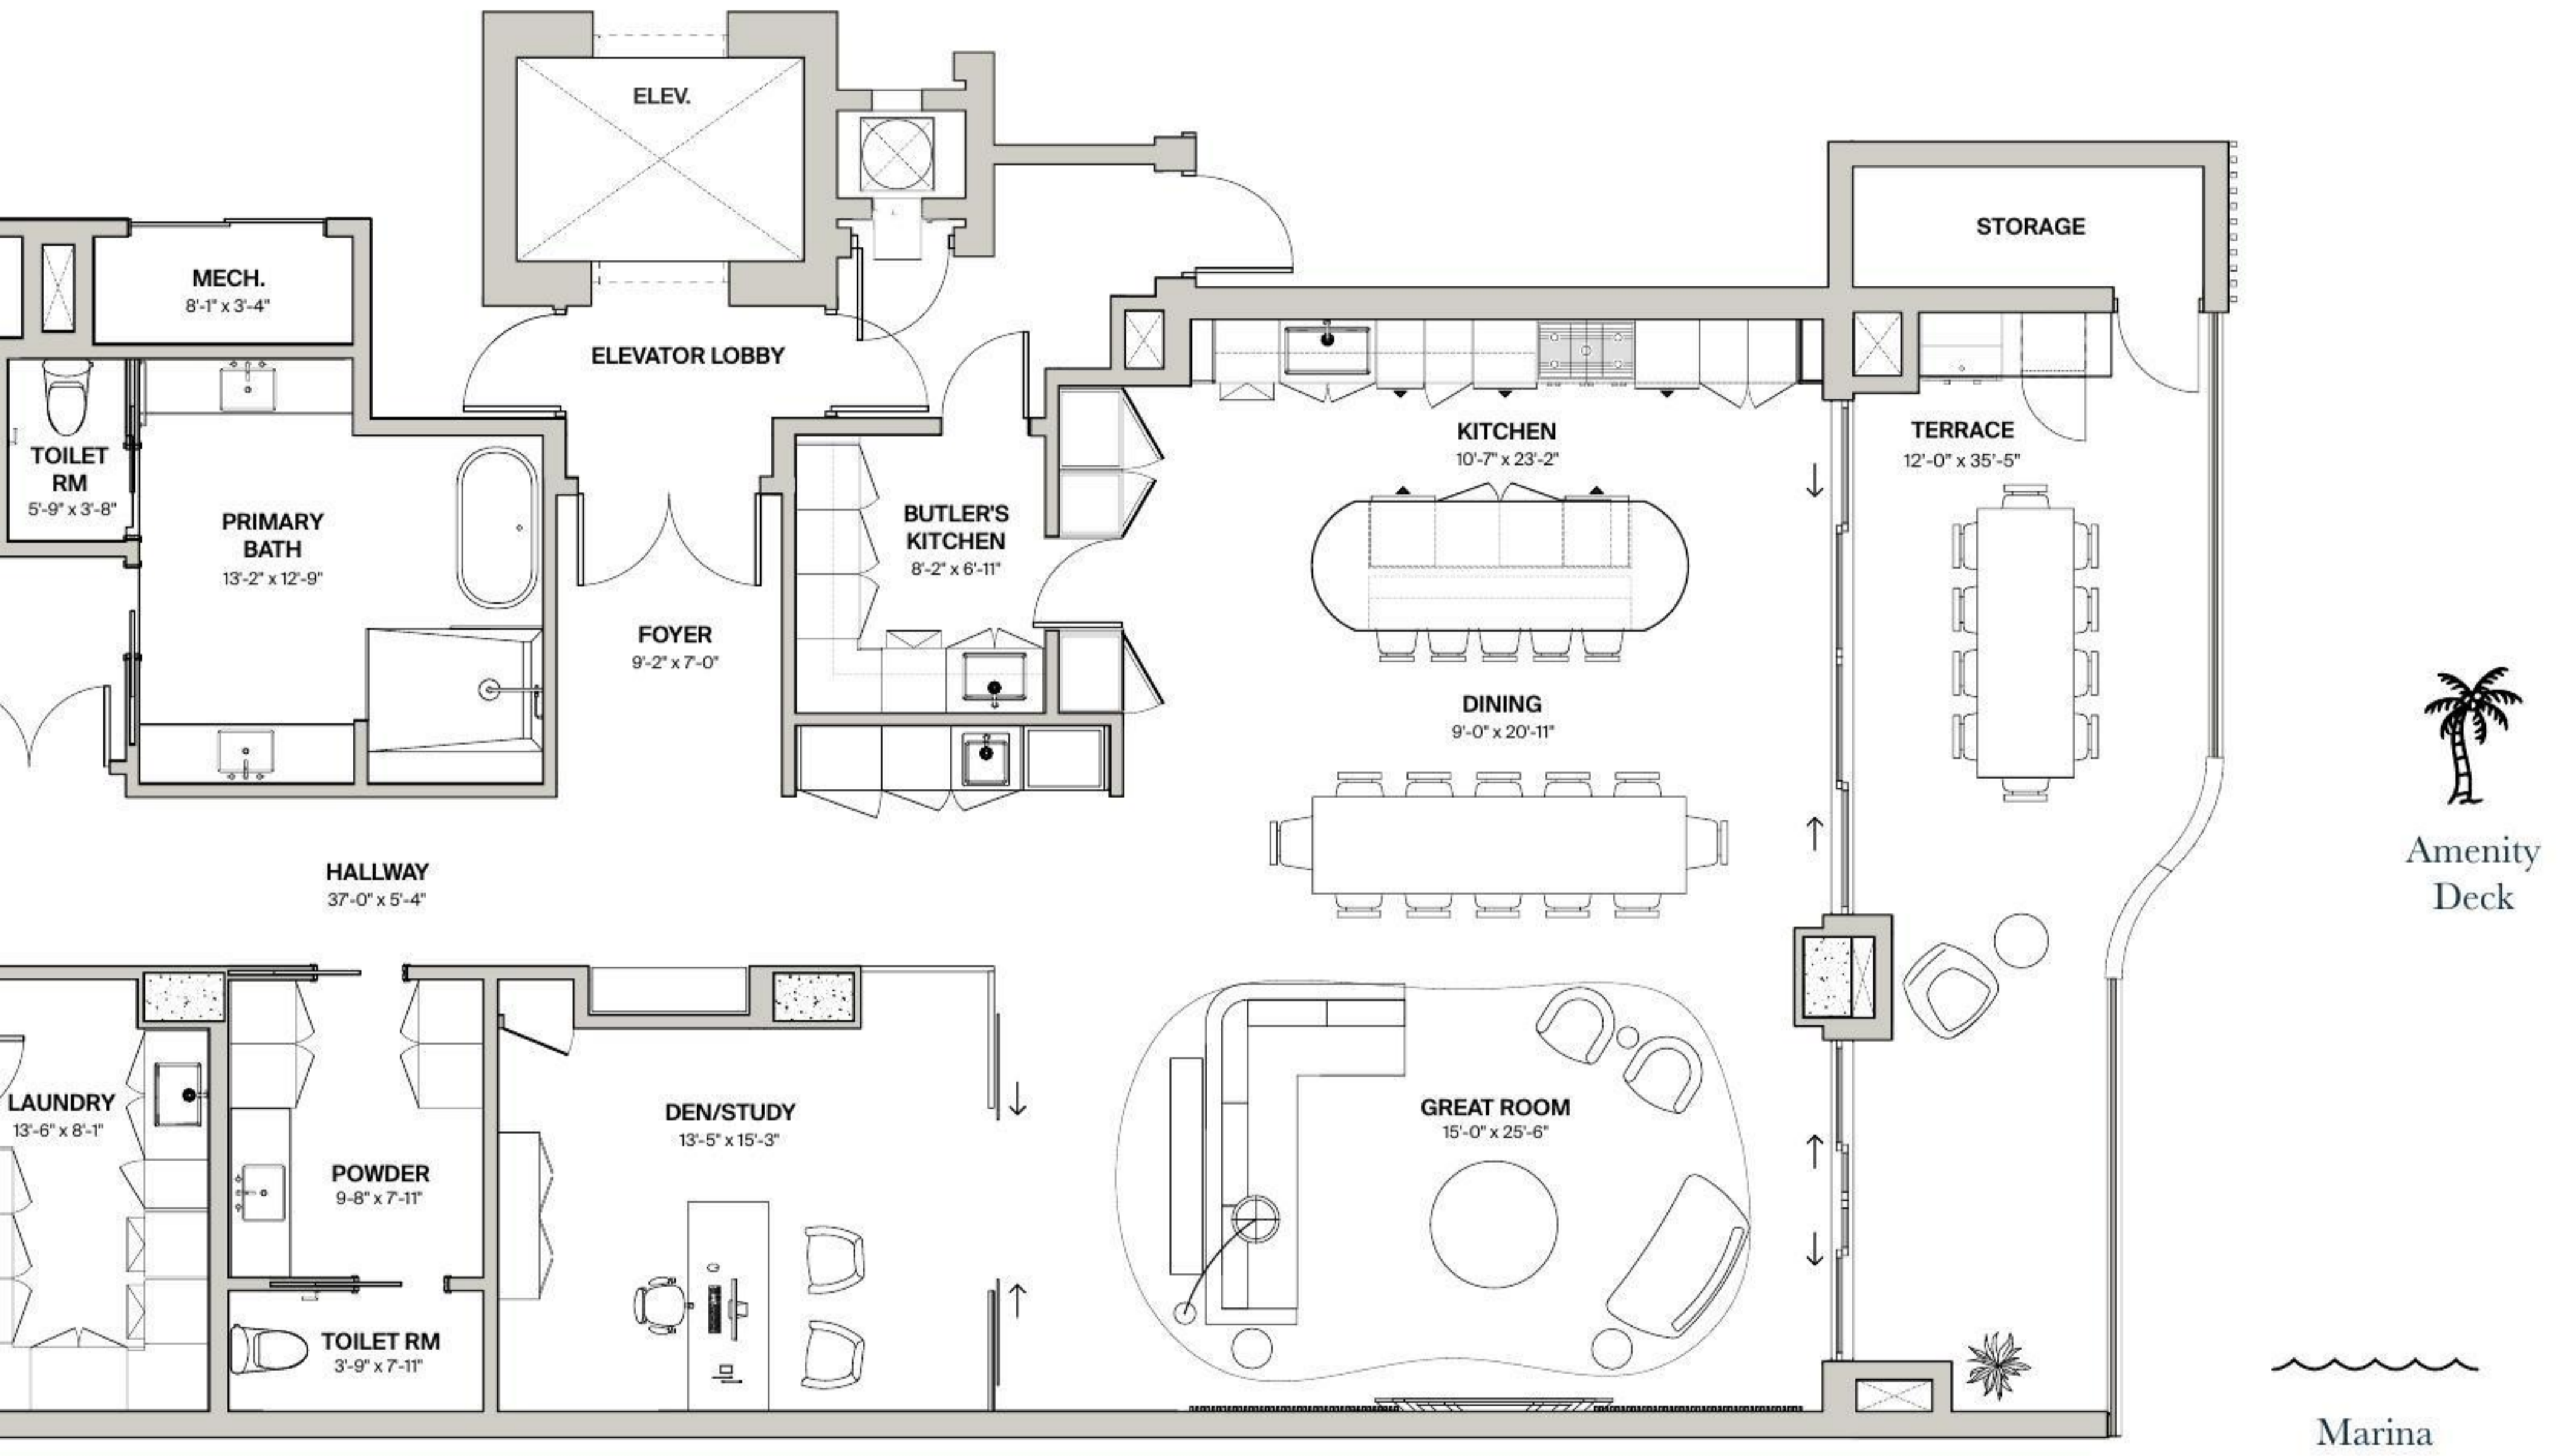 ELEV.
MECH.
8'-1" x 3'-4"
STORAGE
ELEVATOR LOBBY
TOILET
RM
5'-9" x 3'-8"
PRIMARY
BATH
13'-2" x 12'-9"
FOYER
9'-2" x 7'-0"
BUTLER'S
KITCHEN
8'-2" x 6'-11"
KITCHEN
10'-7" x 23'-2"
TERRACE
12'-0" x 35'-5"
DINING
9'-0" x 20'-11"
Amenity
Deck
HALLWAY
37'-0" x 5'-4"
LAUNDRY
13'-6" x 8'-1"
POWDER
9-8" x 7'-11"
TOILET RM
3'-9" x 7'-11"
DEN/STUDY
13'-5" x 15'-3"
GREAT ROOM
15'-0" x 25'-6"
Marina